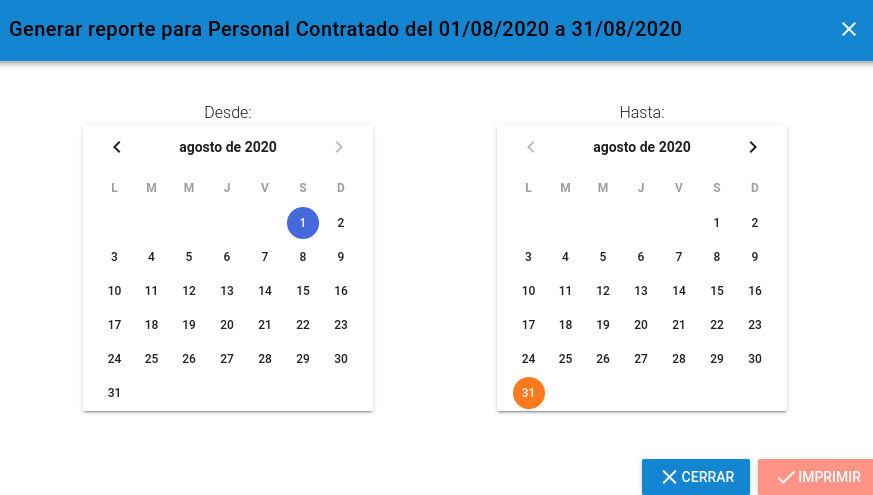 Generar reporte para Personal Contratado del 01/08/2020 a 31/08/2020
Desde:
agosto de 2020
L M M J V S D
1 2
3 4 5 6 7 8 9
10 11 12 13 14 15 16
17 18 19 20 21 22 23
24 25 26 27 28 29 30
31
Hasta:
agosto de 2020
L M M J V S D
1 2
3 4 5 6 7 8 9
10 11 12 13 14 15 16
17 18 19 20 21 22 23
24 25 26 27 28 29 30
31
CERRAR
IMPRIMIR